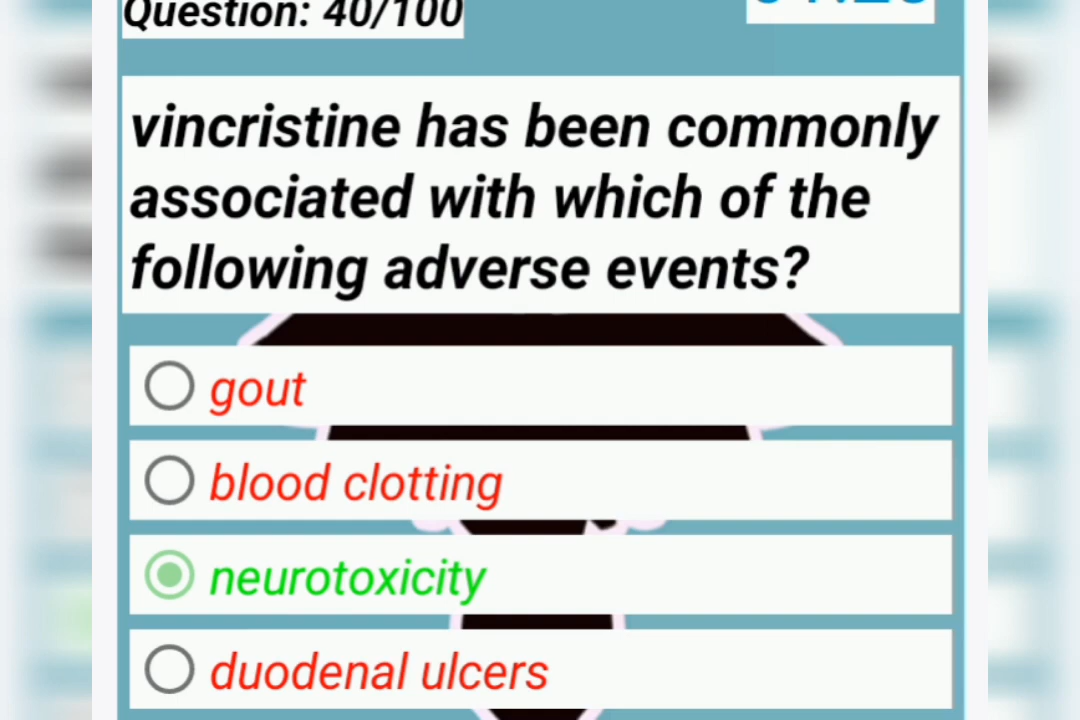 Question: 40/100
vincristine has been commonly
associated with which of the
following adverse events?
gout
blood clotting
neurotoxicity
duodenal ulcers